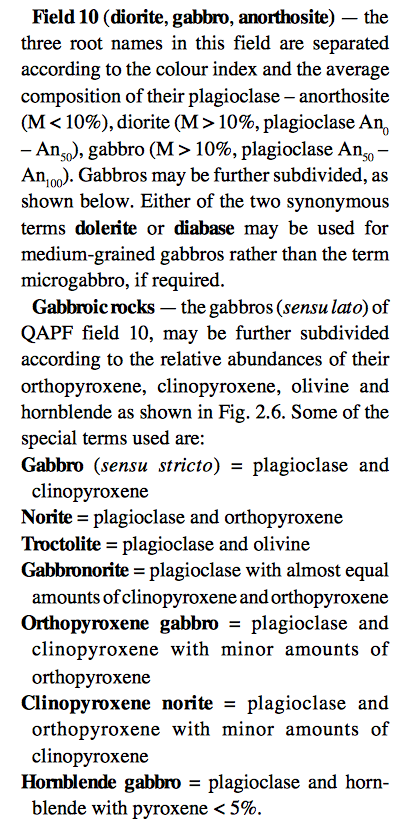 Field 10 (diorite, gabbro, anorthosite) — the
three root names in this field are separated
according to the colour index and the average
composition of their plagioclase – anorthosite
(M < 10%), diorite (M > 10%, plagioclase An0
– An50), gabbro (M > 10%, plagioclase An50 –
An100). Gabbros may be further subdivided, as
shown below. Either of the two synonymous
terms dolerite or diabase may be used for
medium-grained gabbros rather than the term
microgabbro, if required.
Gabbroic rocks — the gabbros (sensu lato) of
QAPF field 10, may be further subdivided
according to the relative abundances of their
orthopyroxene, clinopyroxene, olivine and
hornblende as shown in Fig. 2.6. Some of the
special terms used are:
Gabbro (sensu stricto) = plagioclase and
clinopyroxene
Norite = plagioclase and orthopyroxene
Troctolite = plagioclase and olivine
Gabbronorite = plagioclase with almost equal
amounts of clinopyroxene and orthopyroxene
Orthopyroxene gabbro = plagioclase and
clinopyroxene with minor amounts of
orthopyroxene
Clinopyroxene norite = plagioclase and
orthopyroxene with minor amounts of
clinopyroxene
Hornblende gabbro = plagioclase and horn-
blende with pyroxene < 5%.